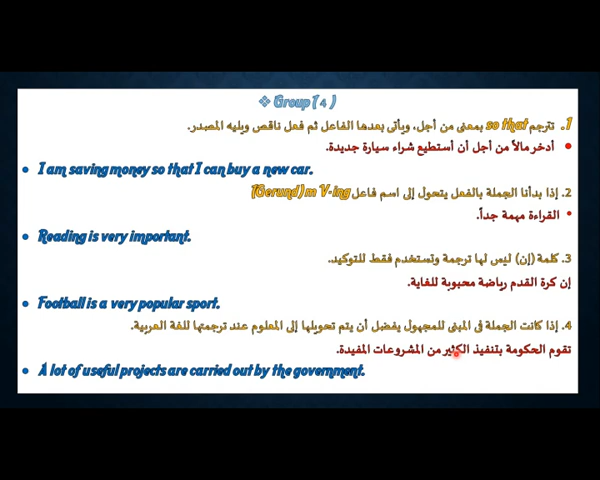 ❖ Group ( 4 )
1. تترجم so that بمعنى من أجل، ويأتى بعدها الفاعل ثم فعل ناقص ويليه المصدر.
• أدخر مالاً من أجل أن أستطيع شراء سيارة جديدة.
• I am saving money so that I can buy a new car.
2. إذا بدأنا الجملة بالفعل يتحول إلى اسم فاعل (Gerund) m V-ing
• القراءة مهمة جداً.
• Reading is very important.
3. كلمة (إن) ليس لها ترجمة وتستخدم فقط للتوكيد.
إن كرة القدم رياضة محبوبة للغاية.
• Football is a very popular sport.
4. إذا كانت الجملة فى المبنى للمجهول يفضل أن يتم تحويلها إلى المعلوم عند ترجمتها للغة العربية.
تقوم الحكومة بتنفيذ الكثير من المشروعات المفيدة.
• A lot of useful projects are carried out by the government.